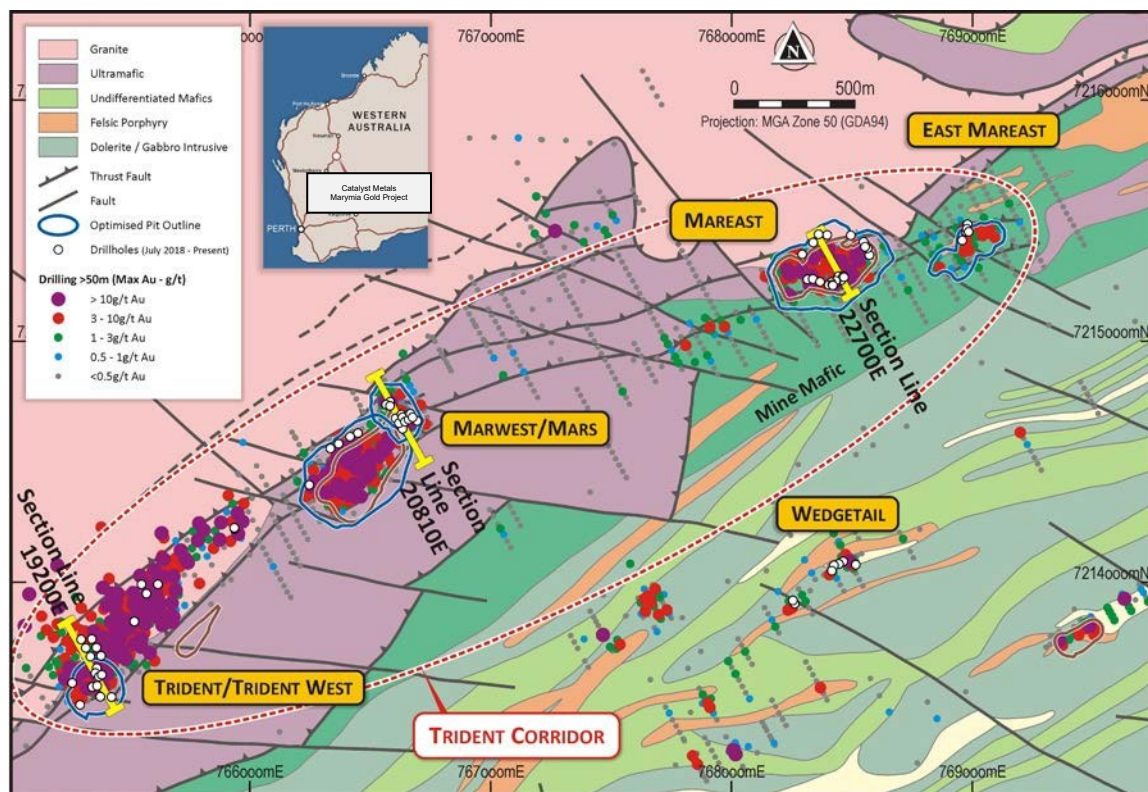 Granite
Ultramafic
Undifferentiated Mafics
Felsic Porphyry
Dolerite / Gabbro Intrusive
Thrust Fault
Fault
Optimised Pit Outline
Drillholes (July 2018 - Present)
Drilling >50m (Max Au - g/t)
> 10g/t Au
3 - 10g/t Au
1 - 3g/t Au
0.5 - 1g/t Au
<0.5g/t Au
WESTERN
AUSTRALIA
Catalyst Metals
Marymia Gold Project
PERTH
767000mE
768000mE
769000mE
N
0
500m
Projection: MGA Zone 50 (GDA94)
7216000mN
EAST MAREAST
MAREAST
Section Line
22700E
Mine Mafic
MARWEST/MARS
Section
Line
20810E
WEDGETAIL
Section Line
19200E
7214000mN
TRIDENT/TRIDENT WEST
TRIDENT CORRIDOR
766000mE
767000mE
768000mE
769000mE